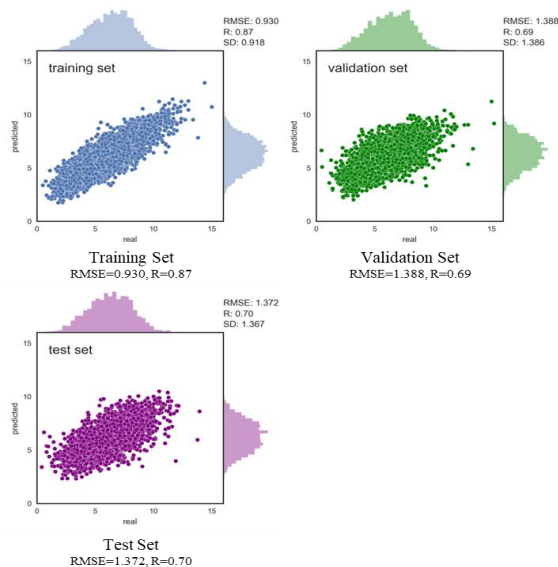 RMSE: 0.930
R: 0.87
SD: 0.918
training set
15
10
5
0
predicted
0 5 10 15
real
Training Set
RMSE=0.930, R=0.87
RMSE: 1.388
R: 0.69
SD: 1.386
validation set
15
10
5
0
predicted
0 5 10 15
real
Validation Set
RMSE=1.388, R=0.69
RMSE: 1.372
R: 0.70
SD: 1.367
test set
15
10
5
0
predicted
0 5 10 15
real
Test Set
RMSE=1.372, R=0.70